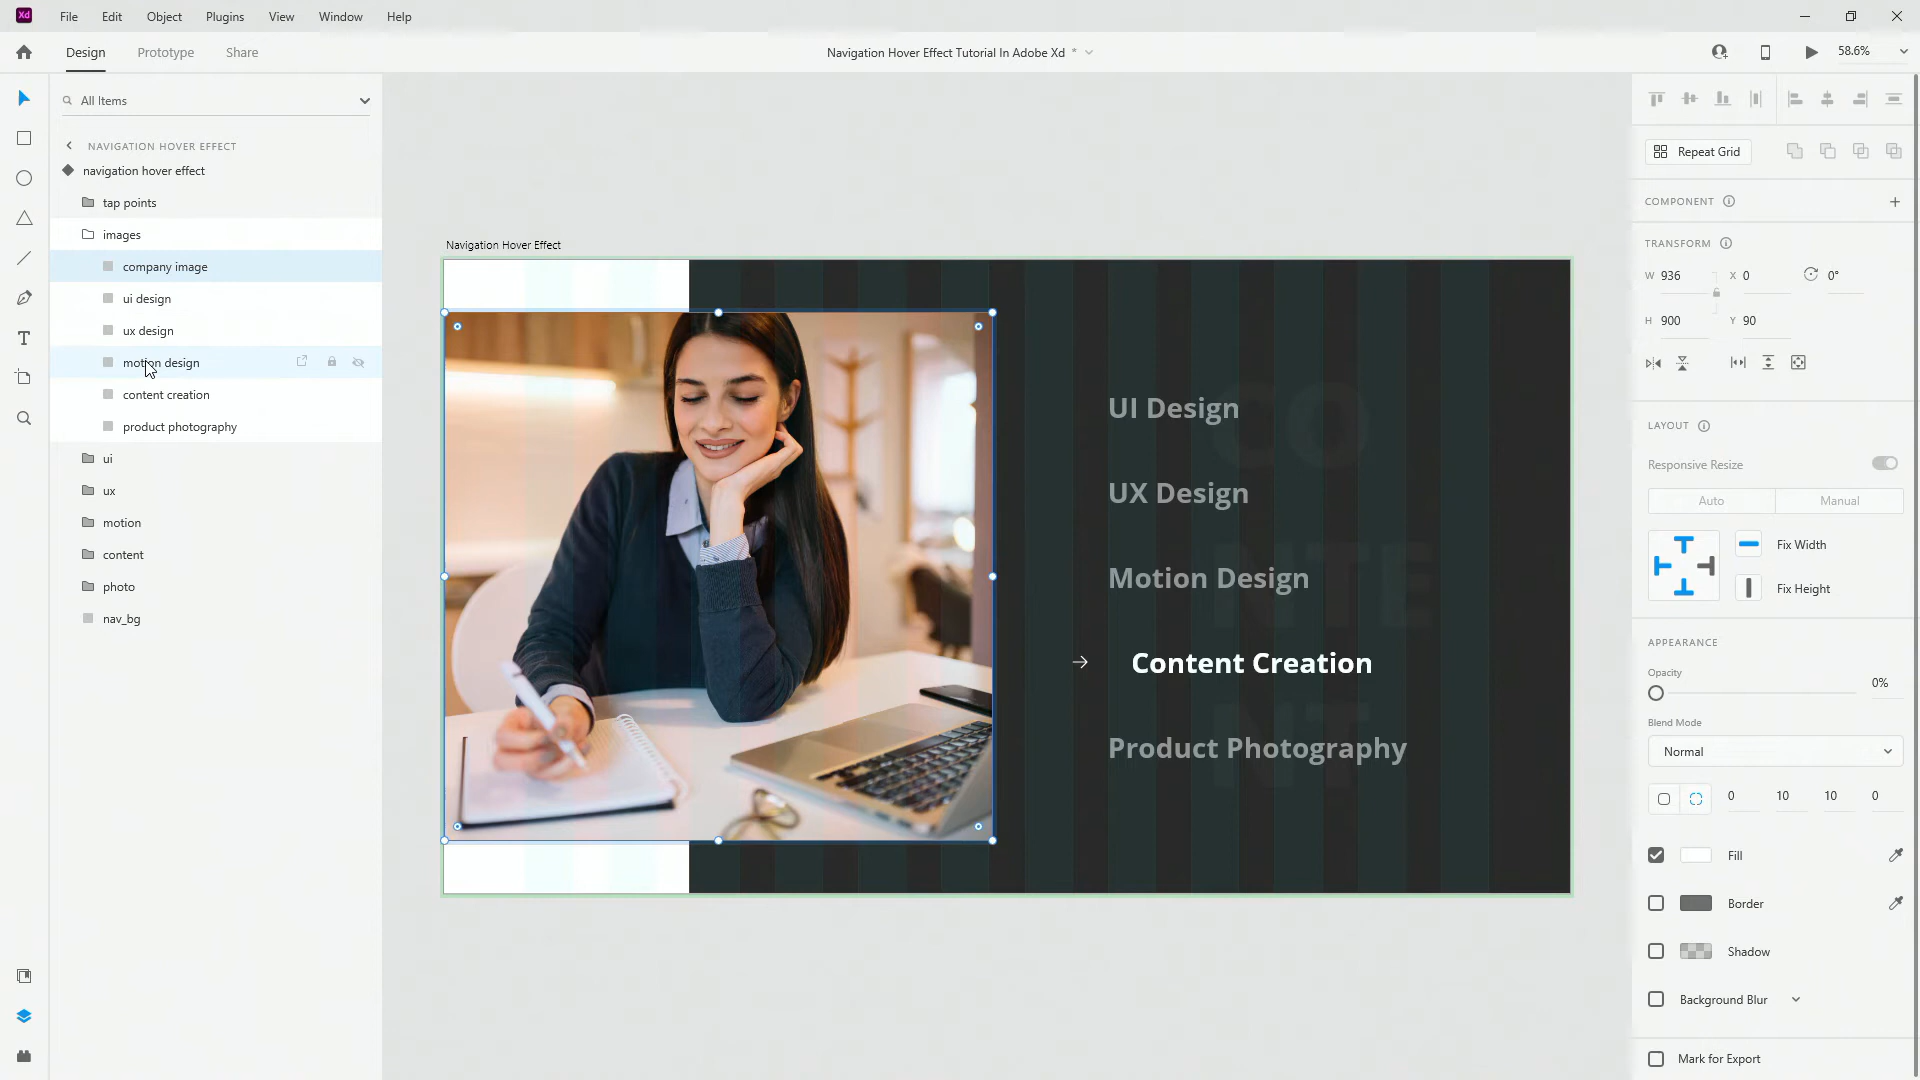 Xd File Edit Object Plugins View Window Help
Design Prototype Share
Navigation Hover Effect Tutorial In Adobe Xd *
58.6%
All Items
NAVIGATION HOVER EFFECT
navigation hover effect
tap points
images
company image
ui design
ux design
motion design
content creation
product photography
ui
ux
motion
content
photo
nav_bg
Navigation Hover Effect
CO
NTE
NT
UI Design
UX Design
Motion Design
→ Content Creation
Product Photography
Repeat Grid
COMPONENT
TRANSFORM
W 936 X 0 0°
H 900 Y 90
LAYOUT
Responsive Resize
Auto Manual
Fix Width
Fix Height
APPEARANCE
Opacity
0%
Blend Mode
Normal
0 10 10 0
Fill
Border
Shadow
Background Blur
Mark for Export